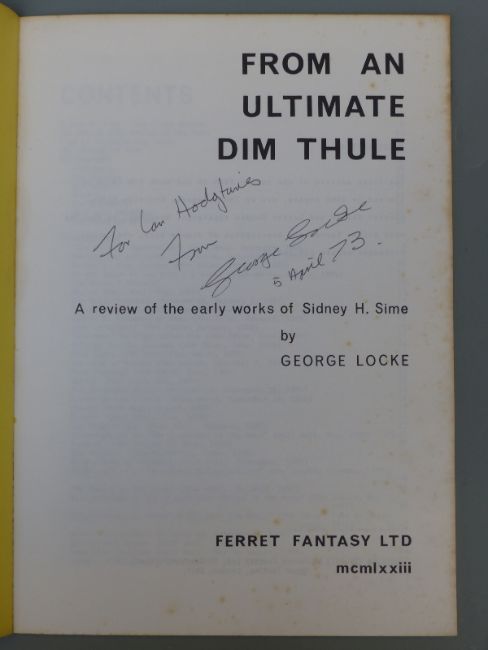 FROM AN
ULTIMATE
DIM THULE
For Ian Hodgkins
From
George Locke
5 April 73.
A review of the early works of Sidney H. Sime
by
GEORGE LOCKE
FERRET FANTASY LTD
mcmlxxiii
CONTENTS